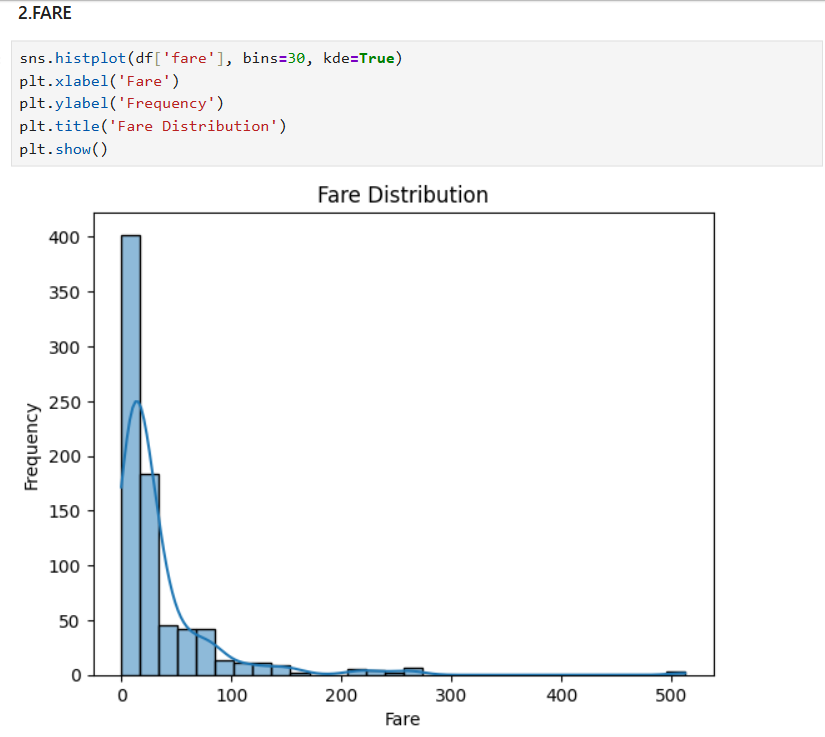 2.FARE
sns.histplot(df['fare'], bins=30, kde=True)
plt.xlabel('Fare')
plt.ylabel('Frequency')
plt.title('Fare Distribution')
plt.show()
Fare Distribution
400
350
300
250
200
150
100
50
0
Frequency
0 100 200 300 400 500
Fare